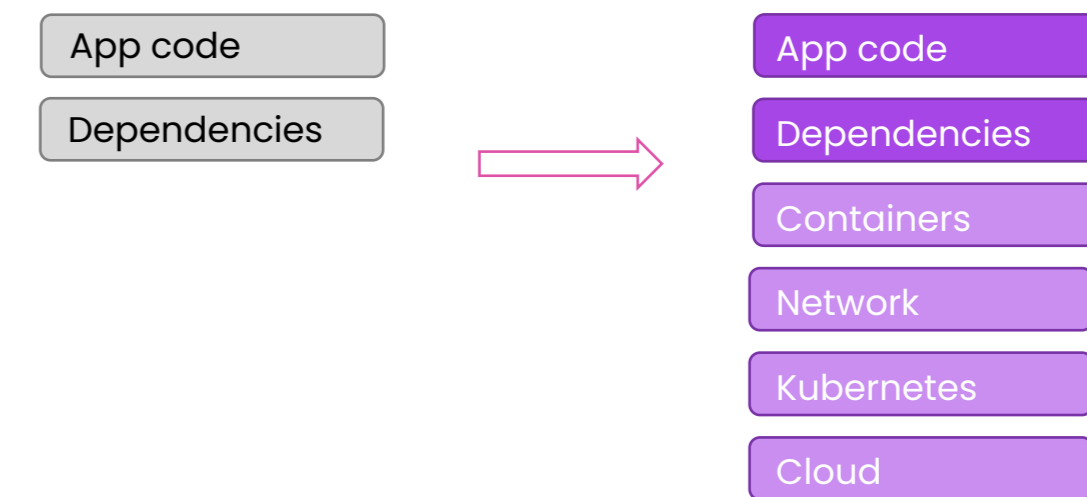 App code
Dependencies
App code
Dependencies
Containers
Network
Kubernetes
Cloud